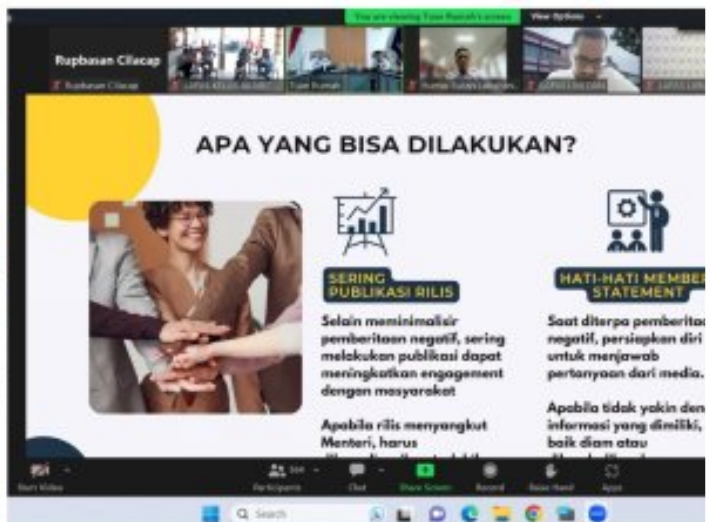 You are viewing Tuan Rumah's screen
View Options
Rupbasan Cilacap
Rupbasan Cilacap
Tuan Rumah
APA YANG BISA DILAKUKAN?
SERING
PUBLIKASI RILIS
Selain meminimalisir
pemberitaan negatif, sering
melakukan publikasi dapat
meningkatkan engagement
dengan masyarakat
Apabila rilis menyangkut
Menteri, harus
HATI-HATI MEMBER
STATEMENT
Saat diterpa pemberitaa
negatif, persiapkan diri
untuk menjawab
pertanyaan dari media.
Apabila tidak yakin den
informasi yang dimiliki,
baik diam atau
Start Video
Participants
Chat
Share Screen
Record
Raise Hand
Apps
Search